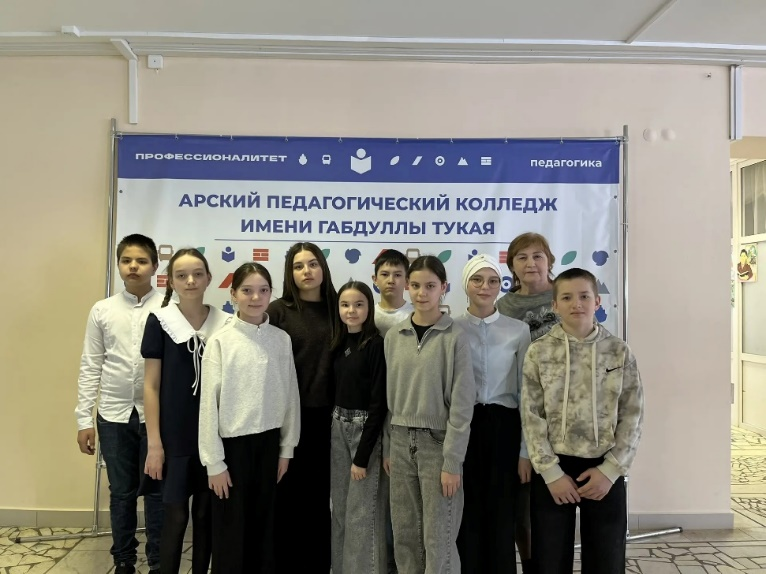 ПРОФЕССИОНАЛИТЕТ
педагогика
АРСКИЙ ПЕДАГОГИЧЕСКИЙ КОЛЛЕДЖ
ИМЕНИ ГАБДУЛЛЫ ТУКАЯ